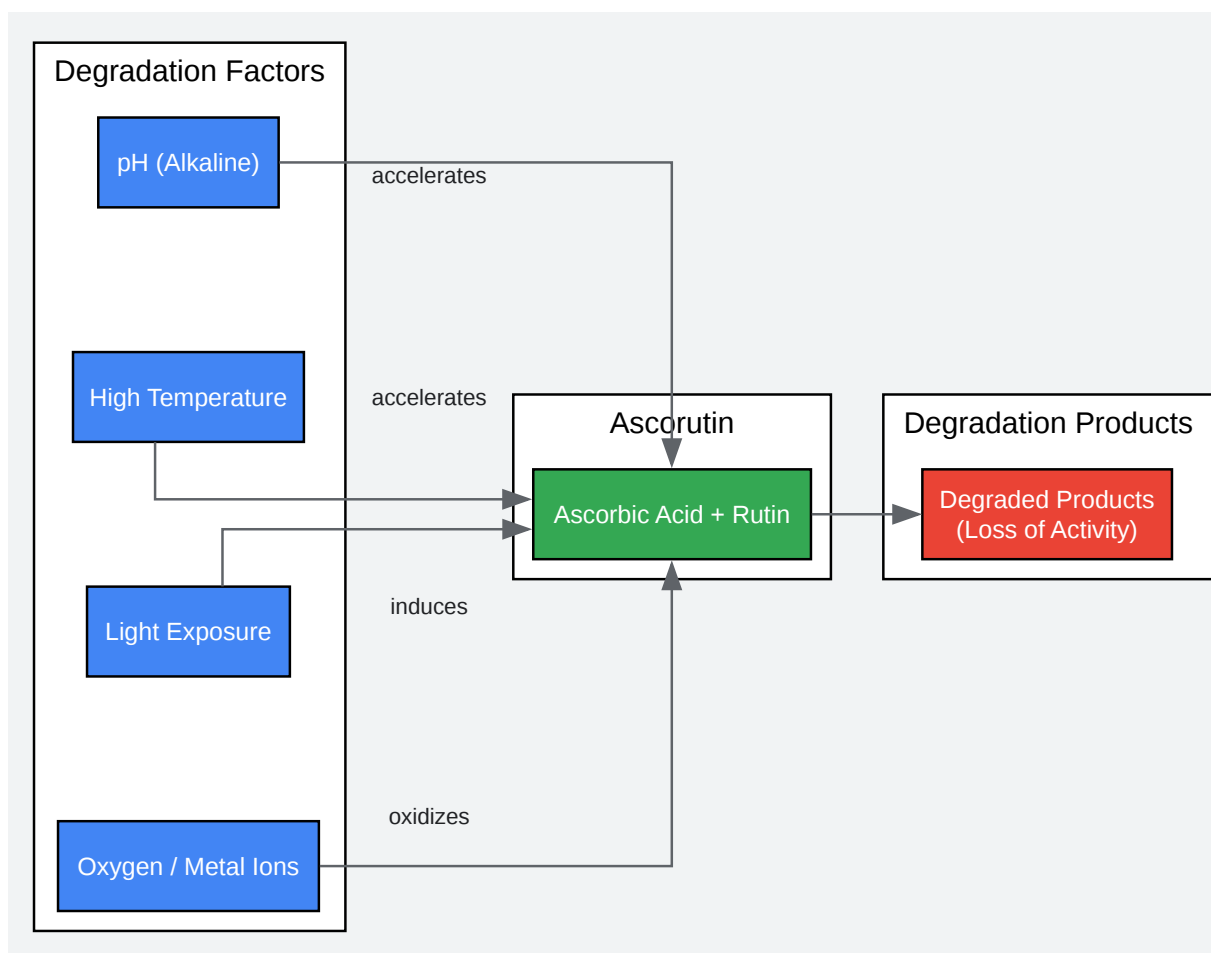 Degradation Factors
pH (Alkaline)
accelerates
High Temperature
accelerates
Light Exposure
induces
Oxygen / Metal Ions
oxidizes
Ascorutin
Ascorbic Acid + Rutin
Degradation Products
Degraded Products
(Loss of Activity)